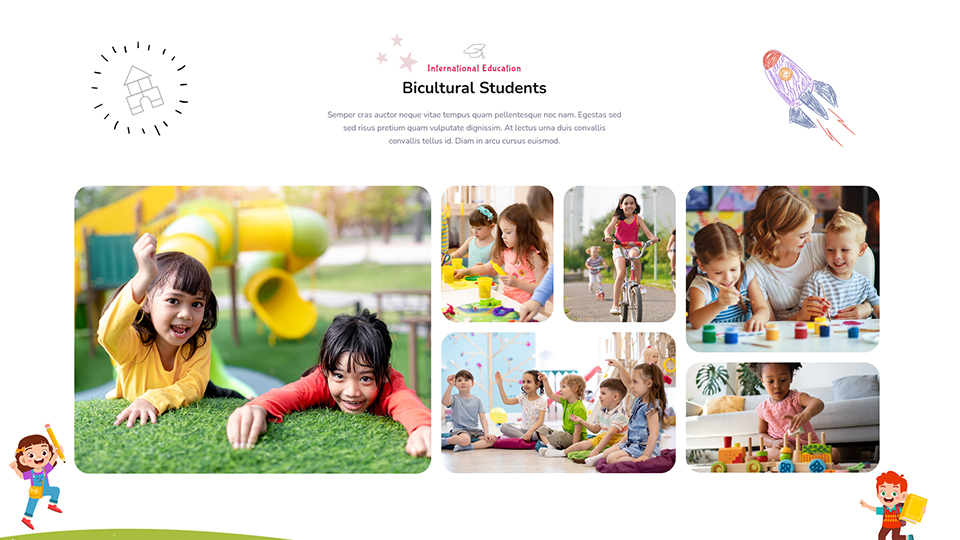 International Education
Bicultural Students
Semper cras auctor neque vitae tempus quam pellentesque nec nam. Egestas sed
sed risus pretium quam vulputate dignissim. At lectus urna duis convallis
convallis tellus id. Diam in arcu cursus euismod.